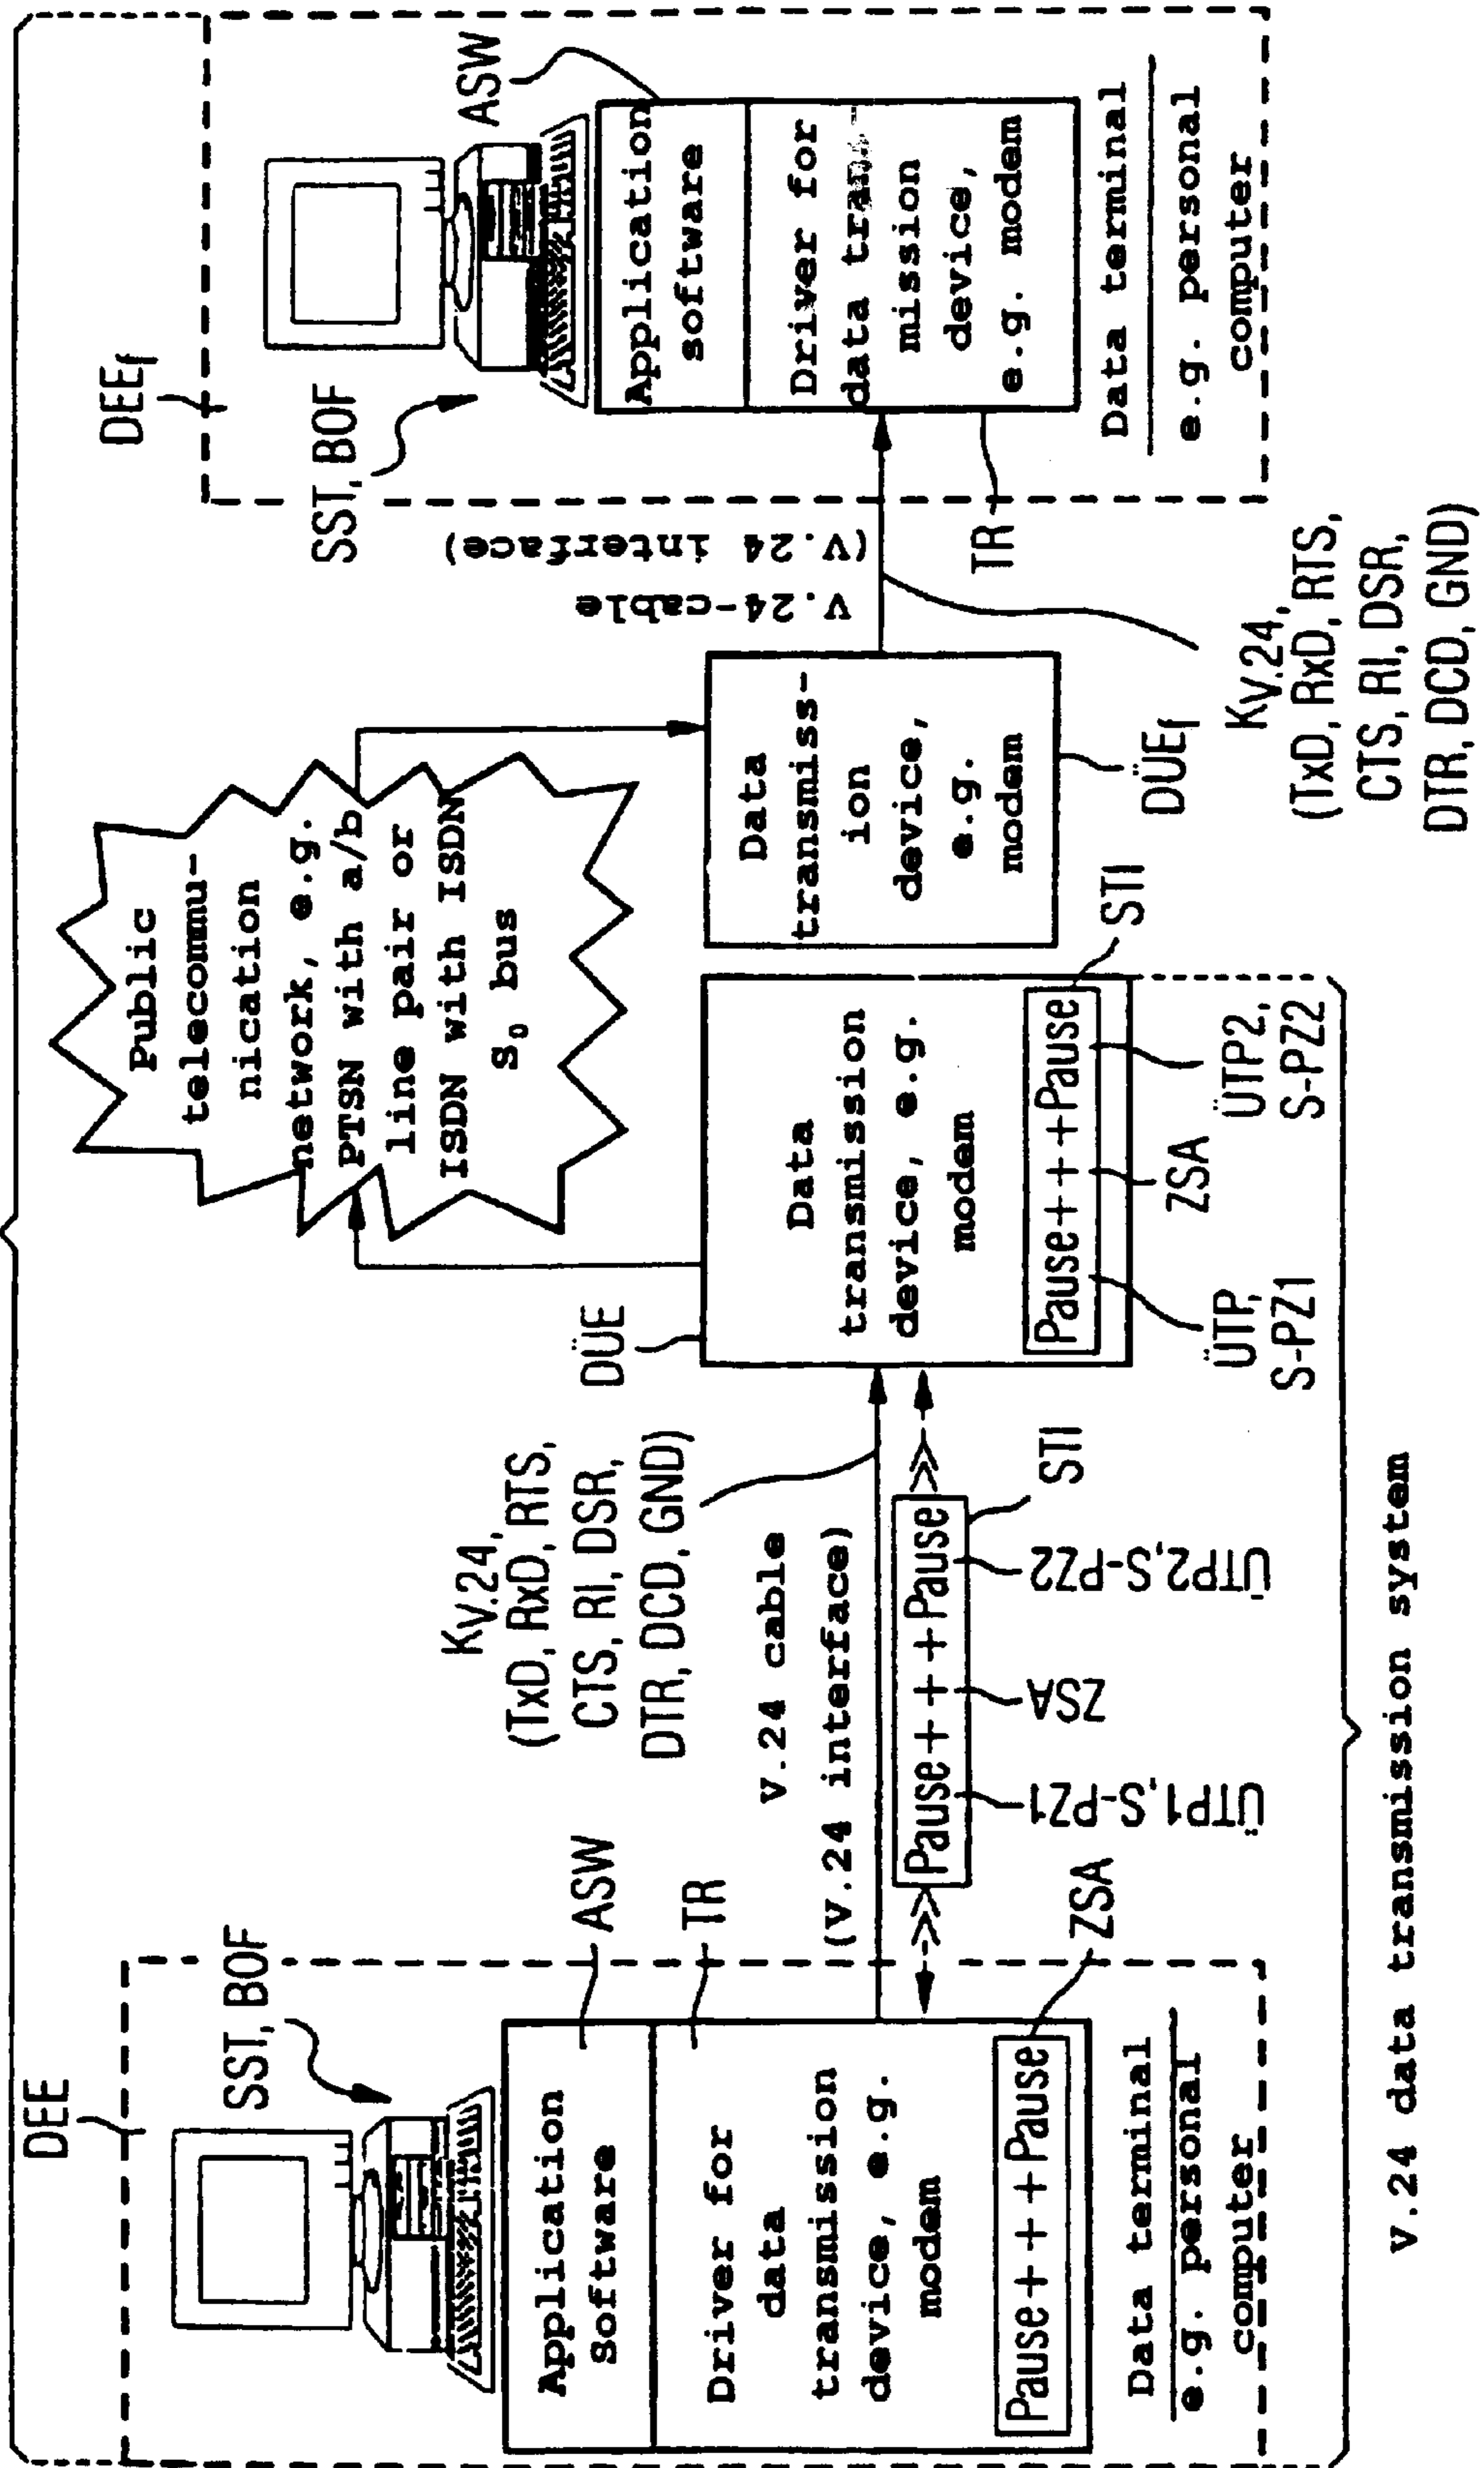 DEE
SST, BOF
Application
Software
ASW
Driver for
data
transmission
device, e.g.
modem
TR
Pause+++Pause
ZSA
Data terminal
e.g. personal
computer
K V.24,
(TxD, RxD, RTS,
CTS, RI, DSR,
DTR, DCD, GND)
V.24 cable
(V.24 interface)
Pause+++Pause
STI
ÜTP1,S-PZ1
ZSA
ÜTP2,S-PZ2
DÜE
Data
transmission
device, e.g.
modem
Pause+++Pause
STI
ÜTP,
S-PZ1
ZSA
ÜTP2,
S-PZ2
V.24 data transmission system
Public
telecommu-
nication
network, e.g.
PTSN with a/b
line pair or
ISDN with ISDN
S0 bus
Data
transmiss-
ion
device,
e.g.
modem
DÜEf
V.24-cable
(V.24 interface)
K V.24,
(TxD, RxD, RTS,
CTS, RI, DSR,
DTR, DCD, GND)
DEEf
SST, BOF
ASW
Application
software
Driver for
data trans-
mission
device,
e.g. modem
TR
Data terminal
e.g. personal
computer